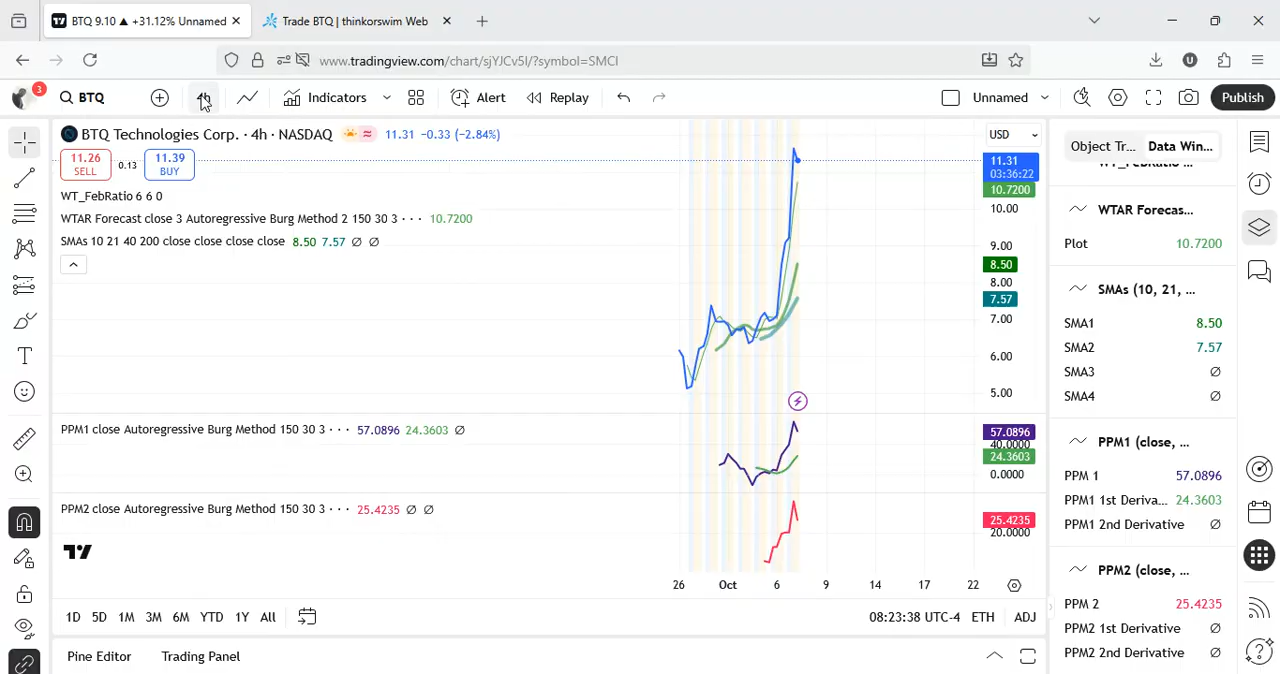 BTQ 9.10 ▲ +31.12% Unnamed
Trade BTQ | thinkorswim Web
www.tradingview.com/chart/sjYJCv5I/?symbol=SMCI
3
BTQ
4h
Indicators
Alert
Replay
Unnamed
Publish
BTQ Technologies Corp. · 4h · NASDAQ
11.31 -0.33 (-2.84%)
11.26
SELL
0.13
11.39
BUY
WT_FebRatio 6 6 0
WTAR Forecast close 3 Autoregressive Burg Method 2 150 30 3 · · · 10.7200
SMAs 10 21 40 200 close close close close 8.50 7.57 ∅ ∅
USD
11.31
03:36:22
10.7200
10.00
9.00
8.50
8.00
7.57
7.00
6.00
5.00
PPM1 close Autoregressive Burg Method 150 30 3 · · · 57.0896 24.3603 ∅
57.0896
40.0000
24.3603
0.0000
PPM2 close Autoregressive Burg Method 150 30 3 · · · 25.4235 ∅ ∅
25.4235
20.0000
26 Oct 6 9 14 17 22
1D 5D 1M 3M 6M YTD 1Y All
08:23:38 UTC-4 ETH ADJ
Pine Editor
Trading Panel
Object Tr...
Data Win...
WT_FebRatio ...
WTAR Forecas...
Plot 10.7200
SMAs (10, 21, ...
SMA1 8.50
SMA2 7.57
SMA3 ∅
SMA4 ∅
PPM1 (close, ...
PPM 1 57.0896
PPM1 1st Deriva... 24.3603
PPM1 2nd Derivative ∅
PPM2 (close, ...
PPM 2 25.4235
PPM2 1st Derivative ∅
PPM2 2nd Derivative ∅